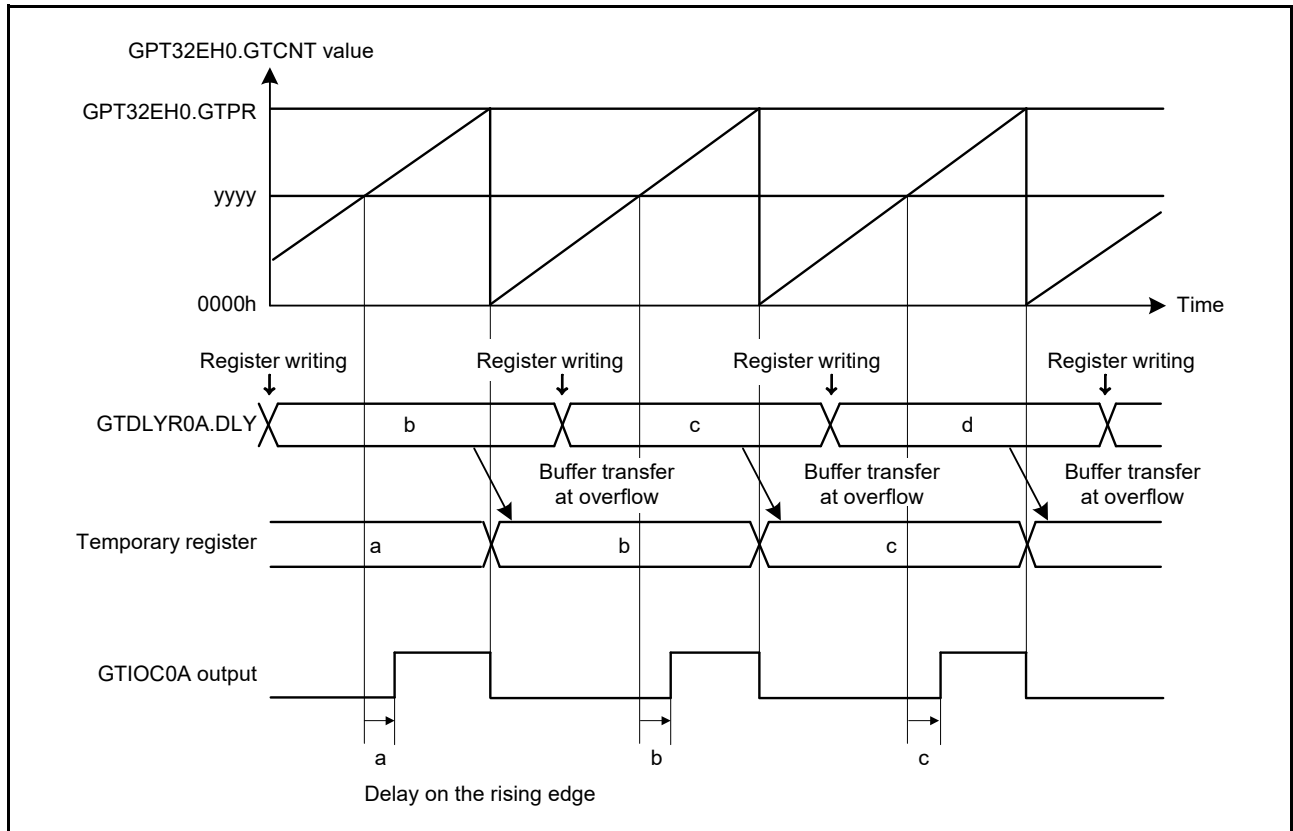 GPT32EH0.GTCNT value
GPT32EH0.GTPR
yyyy
0000h
Time
Register writing
Register writing
Register writing
Register writing
GTDLYR0A.DLY
b
c
d
Buffer transfer
at overflow
Buffer transfer
at overflow
Buffer transfer
at overflow
Temporary register
a
b
c
GTIOC0A output
a
b
c
Delay on the rising edge